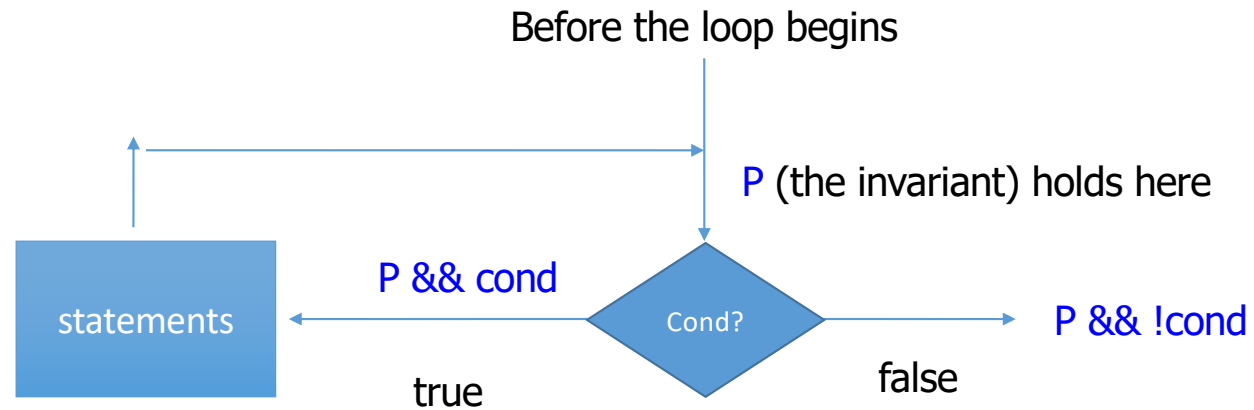 Before the loop begins
P (the invariant) holds here
P && cond
statements
Cond?
P && !cond
true
false